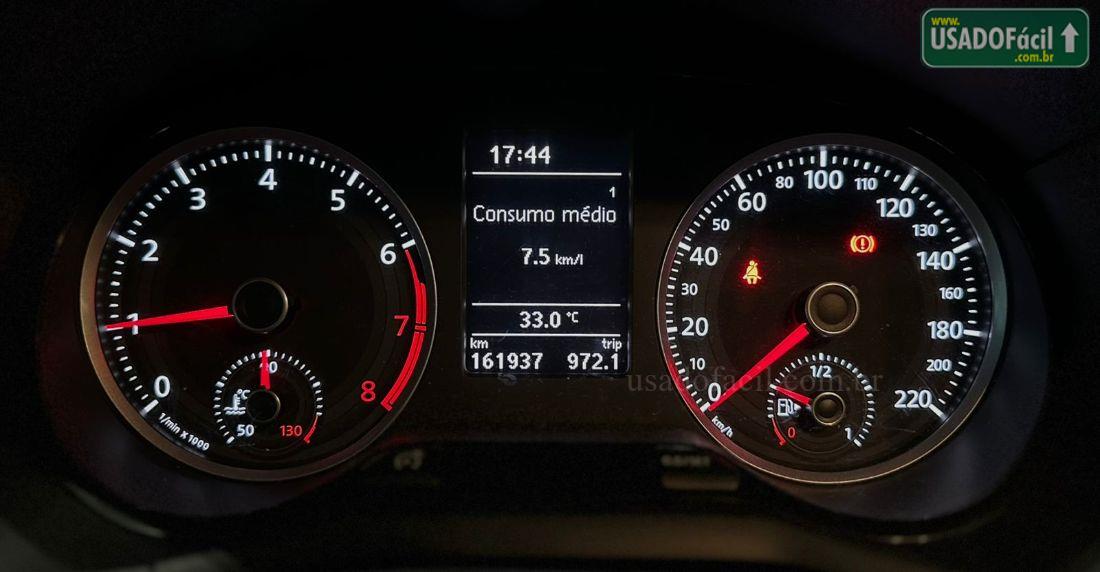 www.
USADOFácil
.com.br
17:44
1
Consumo médio
7.5 km/l
33.0 °C
km trip
161937 972.1
0 1 2 3 4 5 6 7 8
1/min x 1000
°C
50 90 130
0 10 20 30 40 50 60 80 100 110 120 130 140 160 180 200 220
km/h
0 1/2 1
usadofacil.com.br